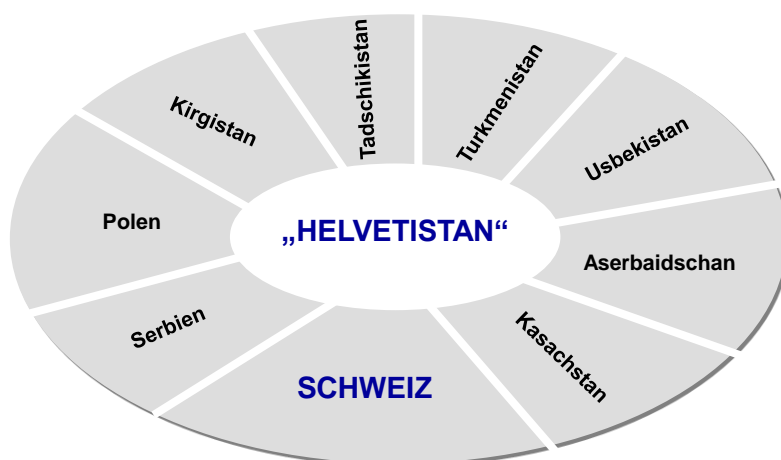 Tadschikistan
Turkmenistan
Kirgistan
Usbekistan
Polen
„HELVETISTAN“
Aserbaidschan
Serbien
Kasachstan
SCHWEIZ